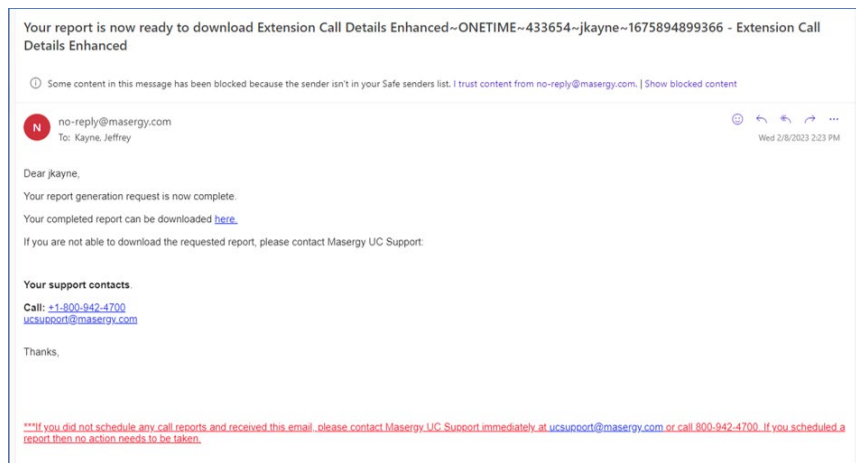 Your report is now ready to download Extension Call Details Enhanced~ONETIME~433654~jkayne~1675894899366 - Extension Call
Details Enhanced
Some content in this message has been blocked because the sender isn't in your Safe senders list. I trust content from no-reply@masergy.com. | Show blocked content
N
no-reply@masergy.com
To: Kayne, Jeffrey
Wed 2/8/2023 2:23 PM
Dear jkayne,
Your report generation request is now complete.
Your completed report can be downloaded here.
If you are not able to download the requested report, please contact Masergy UC Support:
Your support contacts.
Call: +1-800-942-4700
ucsupport@masergy.com
Thanks,
***If you did not schedule any call reports and received this email, please contact Masergy UC Support immediately at ucsupport@masergy.com or call 800-942-4700. If you scheduled a
report then no action needs to be taken.